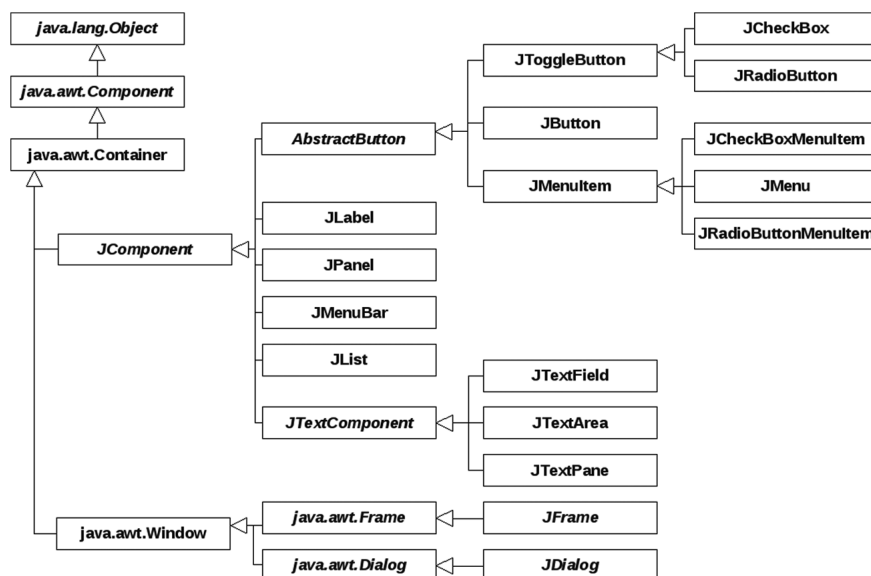 java.lang.Object
java.awt.Component
java.awt.Container
JComponent
java.awt.Window
AbstractButton
JLabel
JPanel
JMenuBar
JList
JTextComponent
java.awt.Frame
java.awt.Dialog
JToggleButton
JButton
JMenuItem
JTextField
JTextArea
JTextPane
JFrame
JDialog
JCheckBox
JRadioButton
JCheckBoxMenuItem
JMenu
JRadioButtonMenuItem